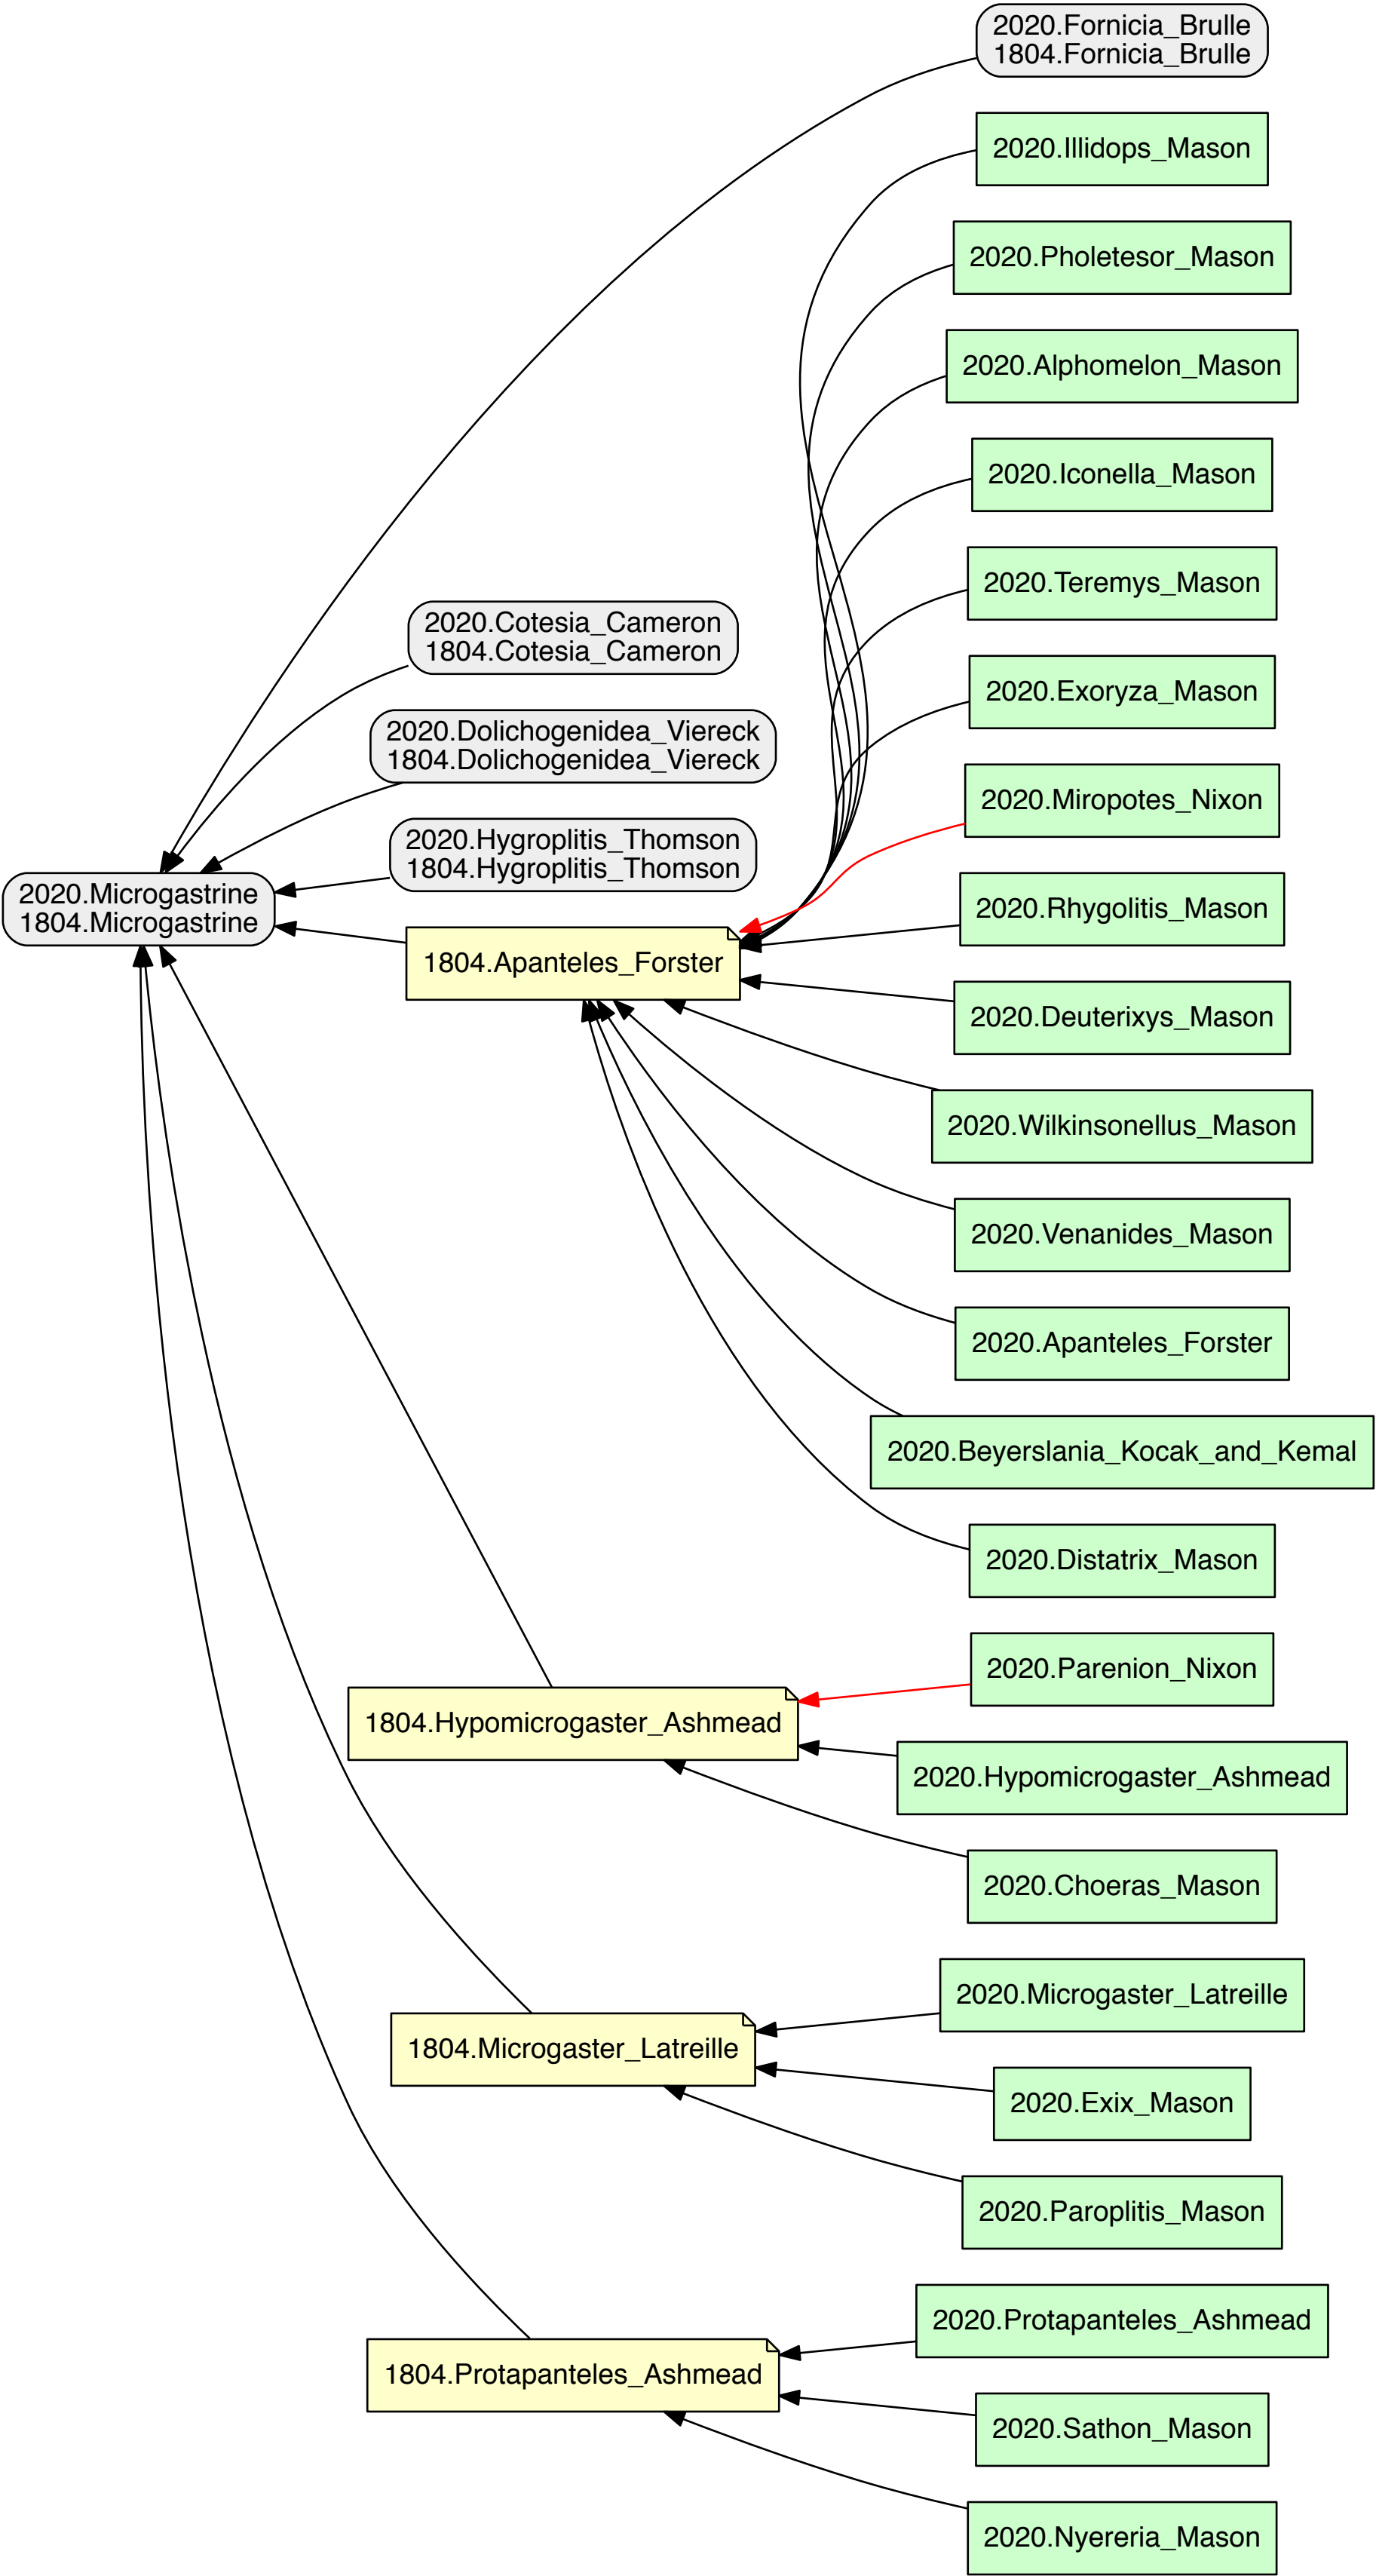 2020.Fornicia_Brulle
1804.Fornicia_Brulle
2020.Illidops_Mason
2020.Pholetesor_Mason
2020.Alphomelon_Mason
2020.Iconella_Mason
2020.Teremys_Mason
2020.Cotesia_Cameron
1804.Cotesia_Cameron
2020.Exoryza_Mason
2020.Dolichogenidea_Viereck
1804.Dolichogenidea_Viereck
2020.Miropotes_Nixon
2020.Hygroplitis_Thomson
1804.Hygroplitis_Thomson
2020.Microgastrine
1804.Microgastrine
2020.Rhygolitis_Mason
1804.Apanteles_Forster
2020.Deuterixys_Mason
2020.Wilkinsonellus_Mason
2020.Venanides_Mason
2020.Apanteles_Forster
2020.Beyerslania_Kocak_and_Kemal
2020.Distatrix_Mason
2020.Parenion_Nixon
1804.Hypomicrogaster_Ashmead
2020.Hypomicrogaster_Ashmead
2020.Choeras_Mason
2020.Microgaster_Latreille
1804.Microgaster_Latreille
2020.Exix_Mason
2020.Paroplitis_Mason
2020.Protapanteles_Ashmead
1804.Protapanteles_Ashmead
2020.Sathon_Mason
2020.Nyereria_Mason